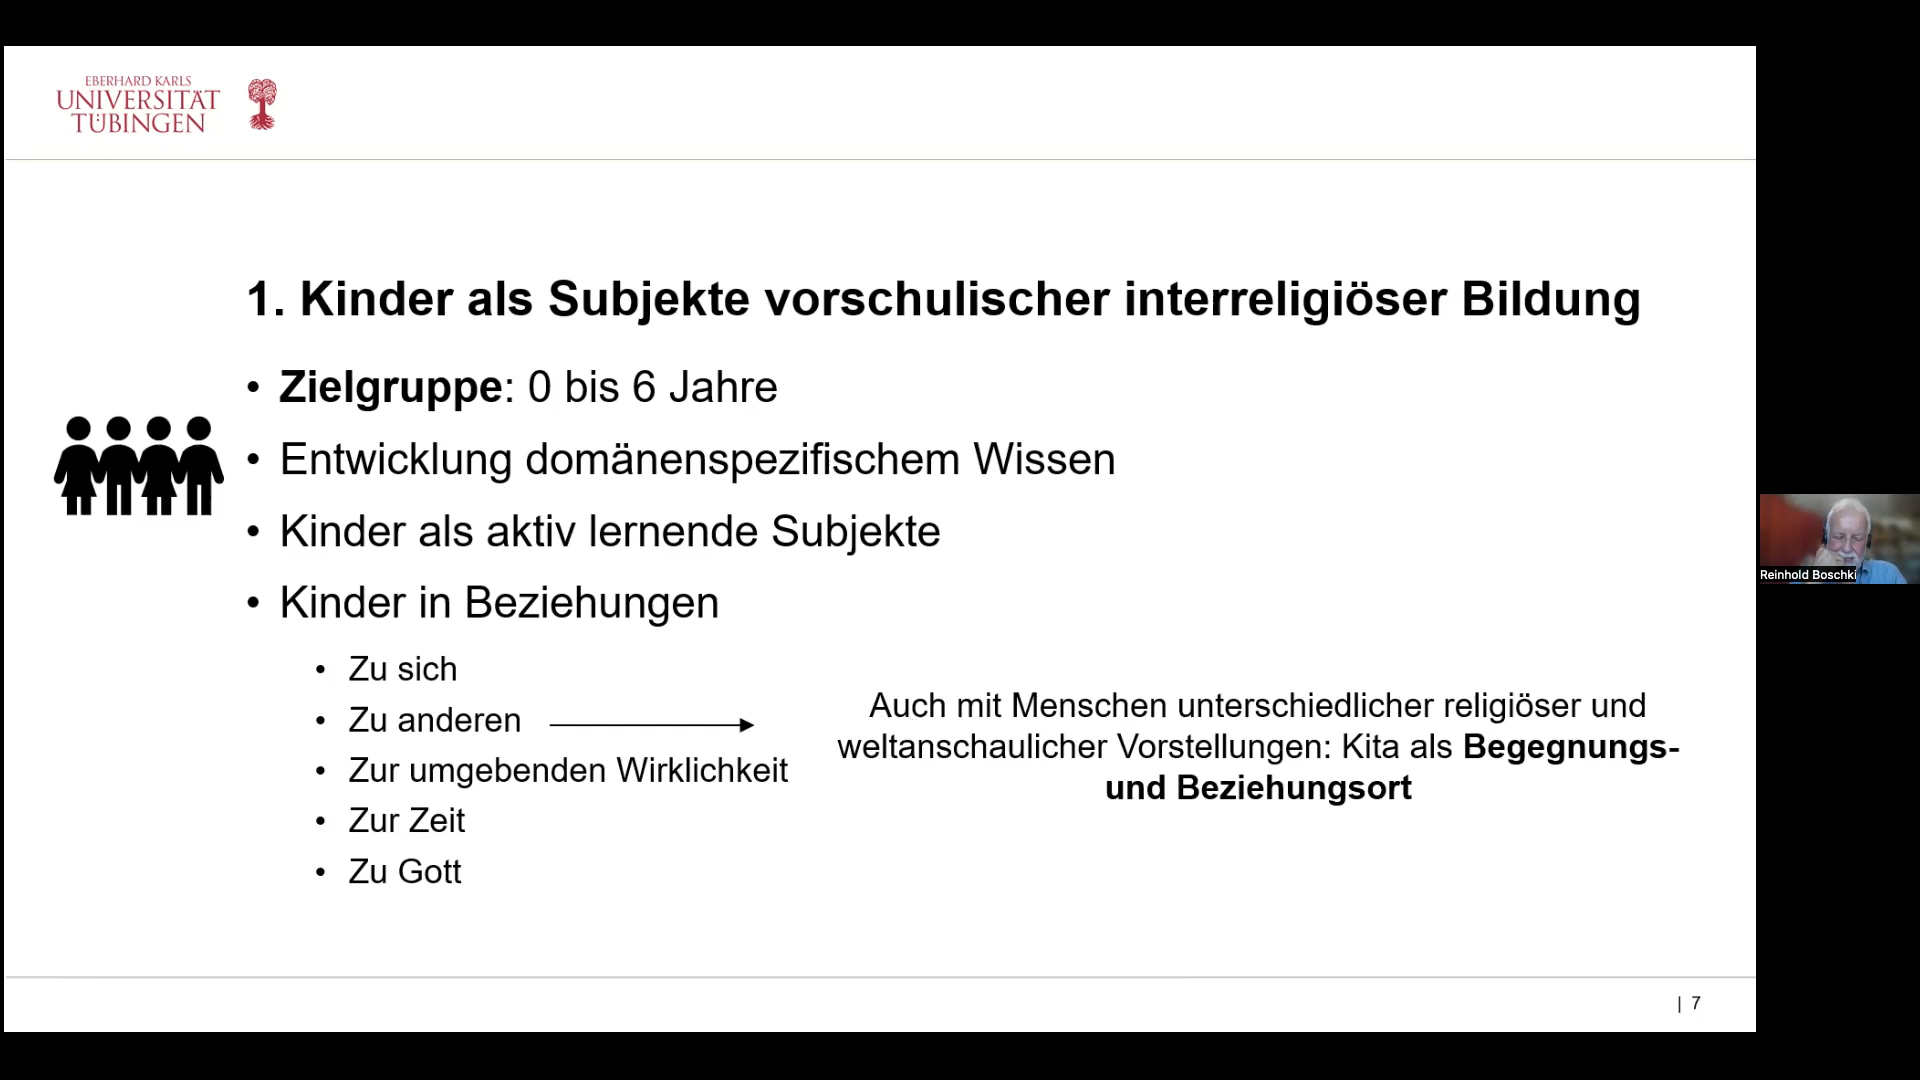 EBERHARD KARLS
UNIVERSITÄT
TÜBINGEN
1. Kinder als Subjekte vorschulischer interreligiöser Bildung
• Zielgruppe: 0 bis 6 Jahre
• Entwicklung domänenspezifischem Wissen
• Kinder als aktiv lernende Subjekte
• Kinder in Beziehungen
• Zu sich
• Zu anderen
• Zur umgebenden Wirklichkeit
• Zur Zeit
• Zu Gott
Auch mit Menschen unterschiedlicher religiöser und
weltanschaulicher Vorstellungen: Kita als Begegnungs-
und Beziehungsort
Reinhold Boschki
| 7